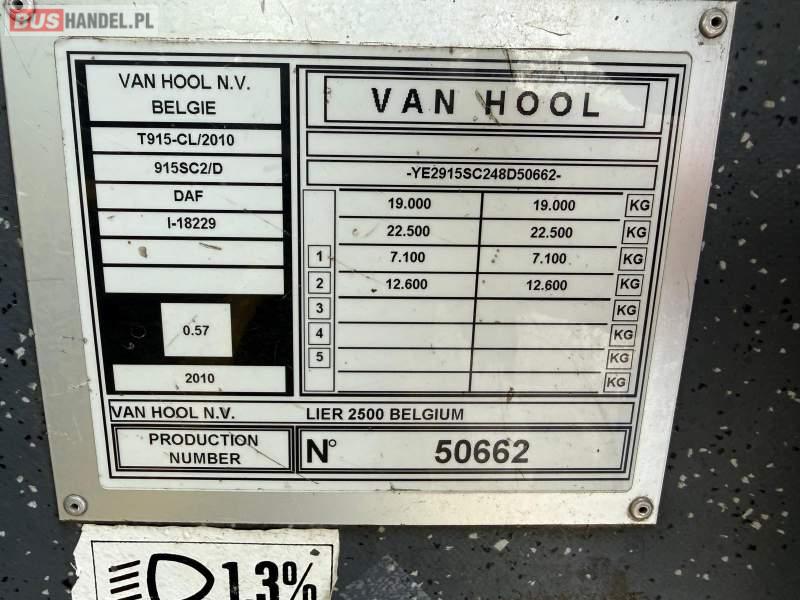 BUSHANDEL.PL
VAN HOOL N.V.
BELGIE
T915-CL/2010
915SC2/D
DAF
I-18229
0.57
2010
VAN HOOL
-YE2915SC248D50662-
19.000 19.000 KG
22.500 22.500 KG
1 7.100 7.100 KG
2 12.600 12.600 KG
3 KG
4 KG
5 KG
KG
VAN HOOL N.V. LIER 2500 BELGIUM
PRODUCTION
NUMBER
N° 50662
1.3%